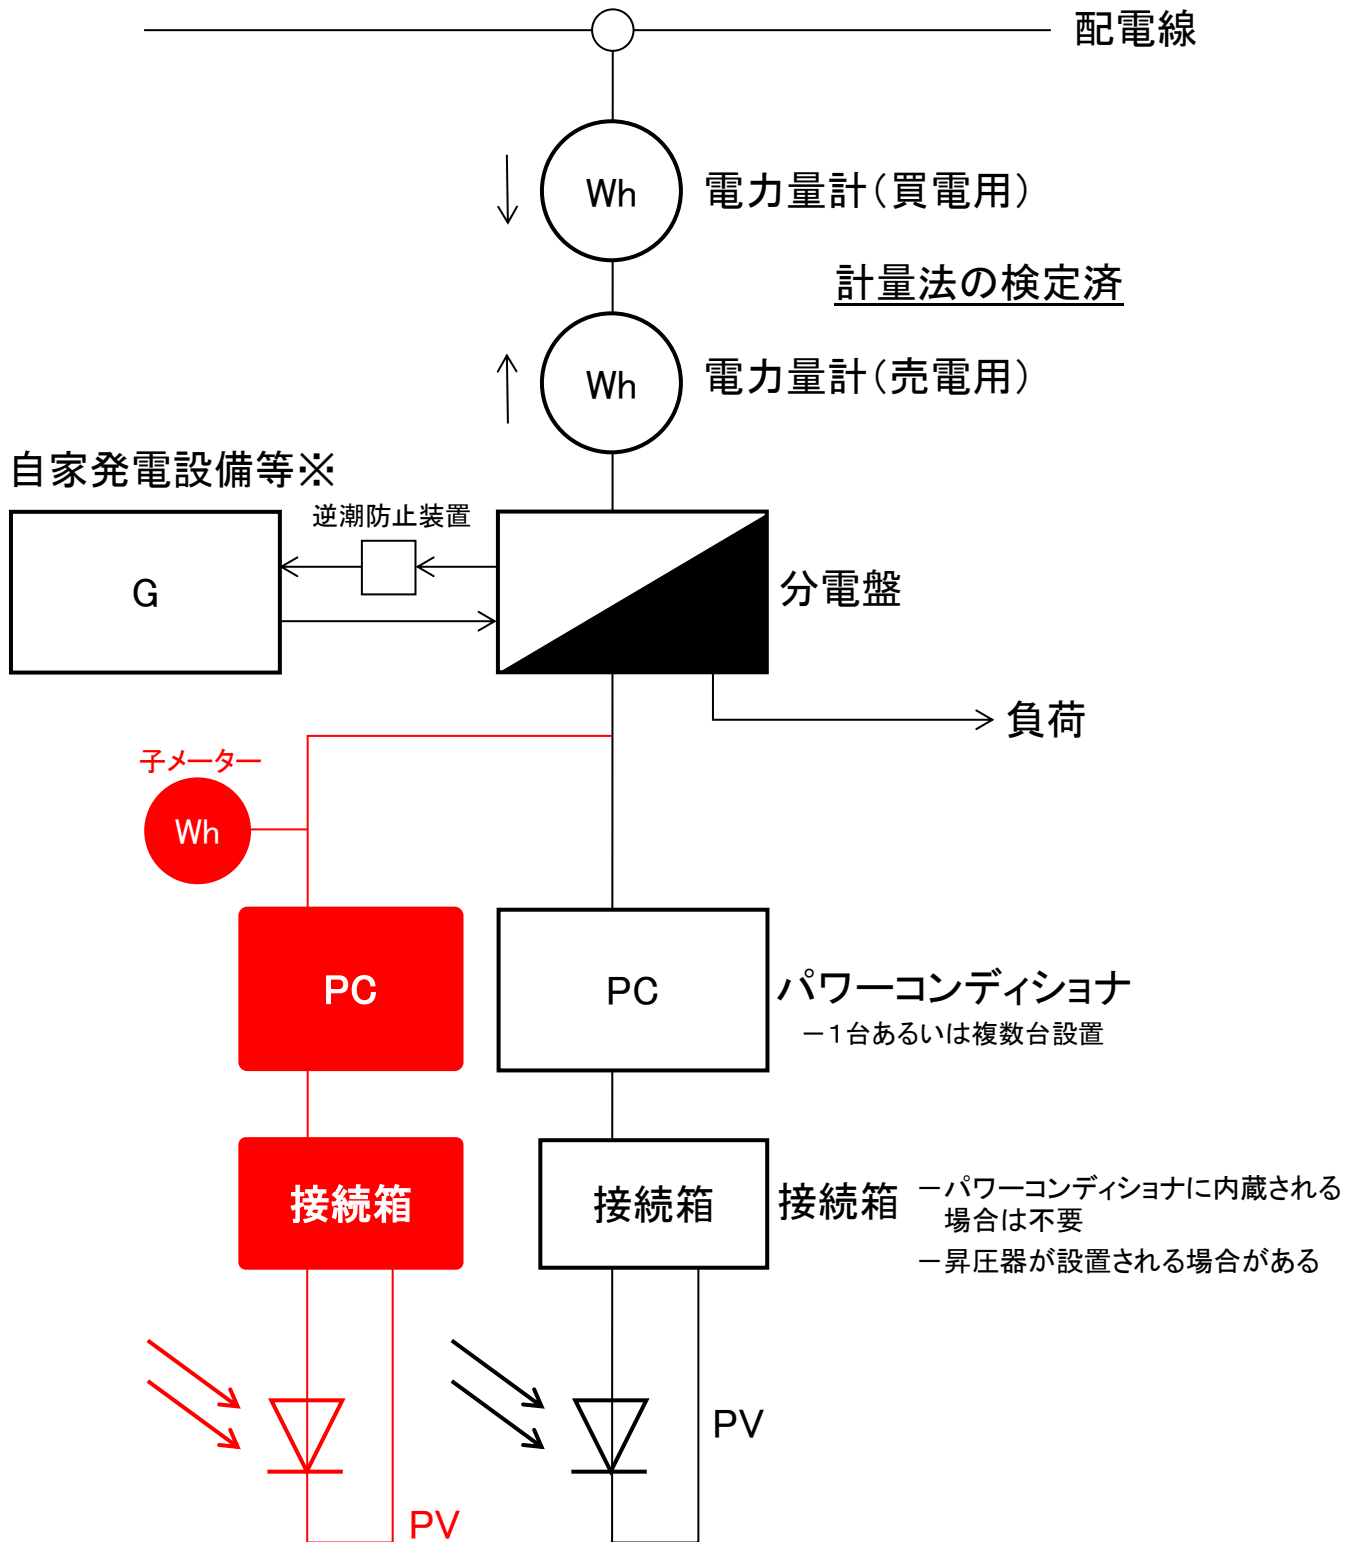 配電線
Wh
電力量計（買電用）
計量法の検定済
Wh
電力量計（売電用）
自家発電設備等※
逆潮防止装置
G
分電盤
負荷
子メーター
Wh
PC
PC
パワーコンディショナ
－１台あるいは複数台設置
接続箱
接続箱
接続箱
－パワーコンディショナに内蔵される
場合は不要
－昇圧器が設置される場合がある
PV
PV